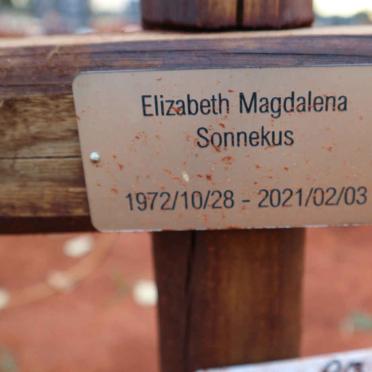 Elizabeth Magdalena
Sonnekus
1972/10/28 - 2021/02/03